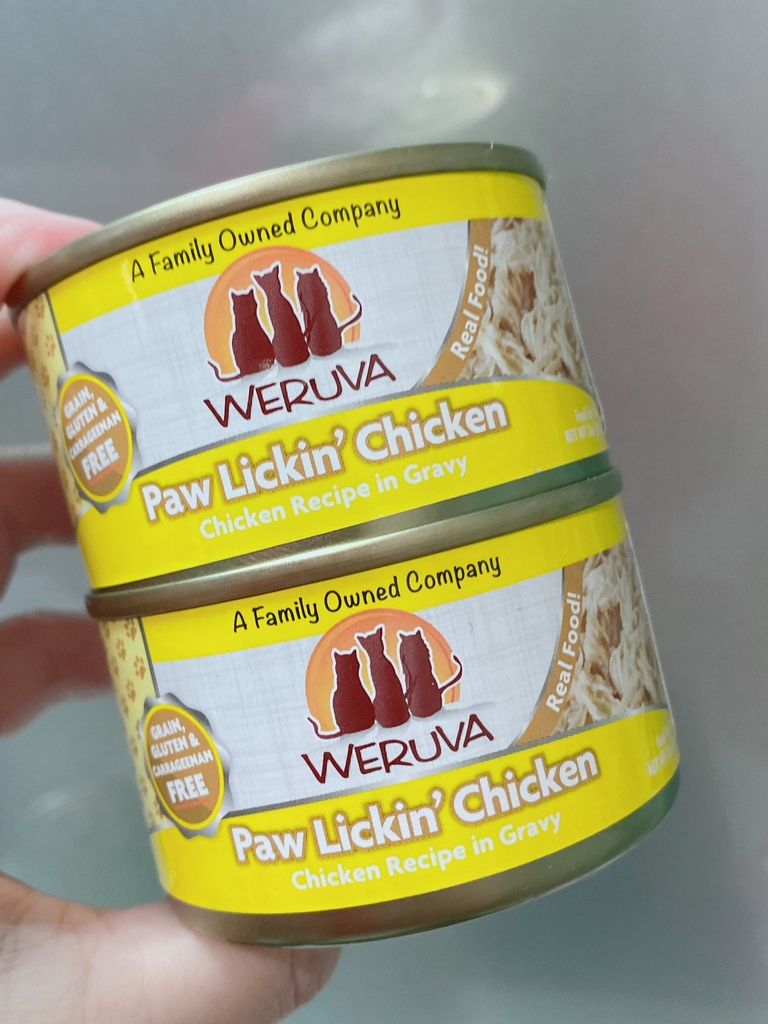 A Family Owned Company
WERUVA
Real Food!
GRAIN,
GLUTEN &
CARRAGEENAN
FREE
Paw Lickin' Chicken
Chicken Recipe in Gravy
A Family Owned Company
WERUVA
Real Food!
GRAIN,
GLUTEN &
CARRAGEENAN
FREE
Paw Lickin' Chicken
Chicken Recipe in Gravy